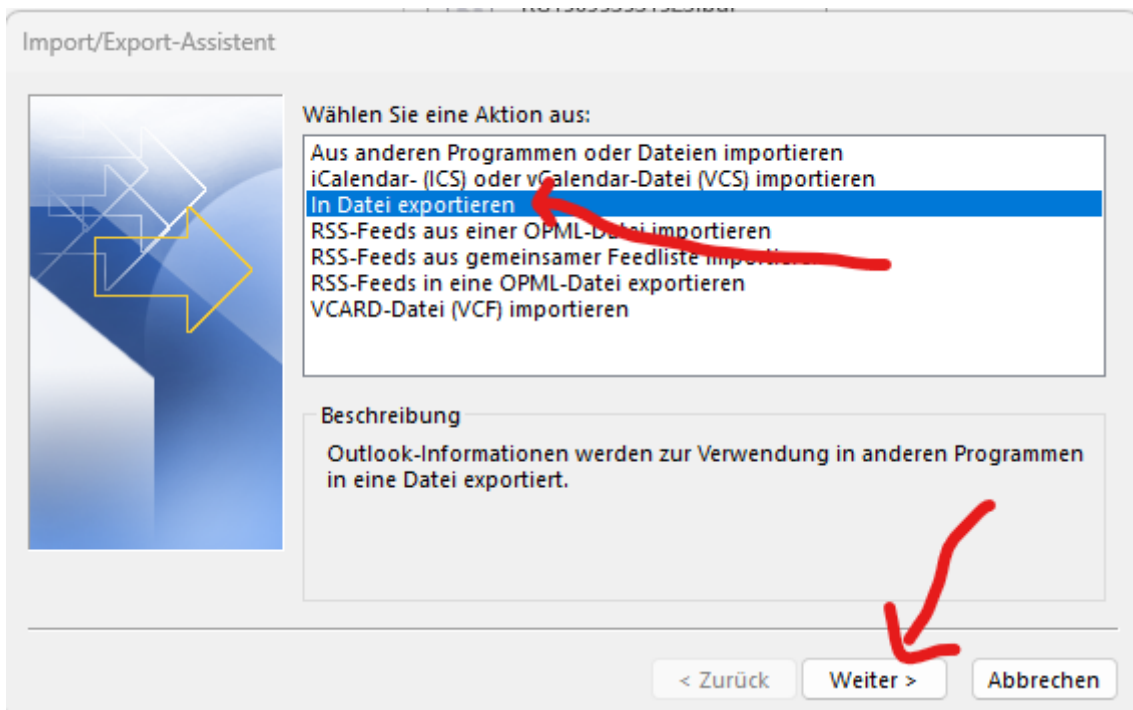 Import/Export-Assistent
Wählen Sie eine Aktion aus:
Aus anderen Programmen oder Dateien importieren
iCalendar- (ICS) oder vCalendar-Datei (VCS) importieren
In Datei exportieren
RSS-Feeds aus einer OPML-Datei importieren
RSS-Feeds aus gemeinsamer Feedliste importieren
RSS-Feeds in eine OPML-Datei exportieren
VCARD-Datei (VCF) importieren
Beschreibung
Outlook-Informationen werden zur Verwendung in anderen Programmen
in eine Datei exportiert.
< Zurück
Weiter >
Abbrechen